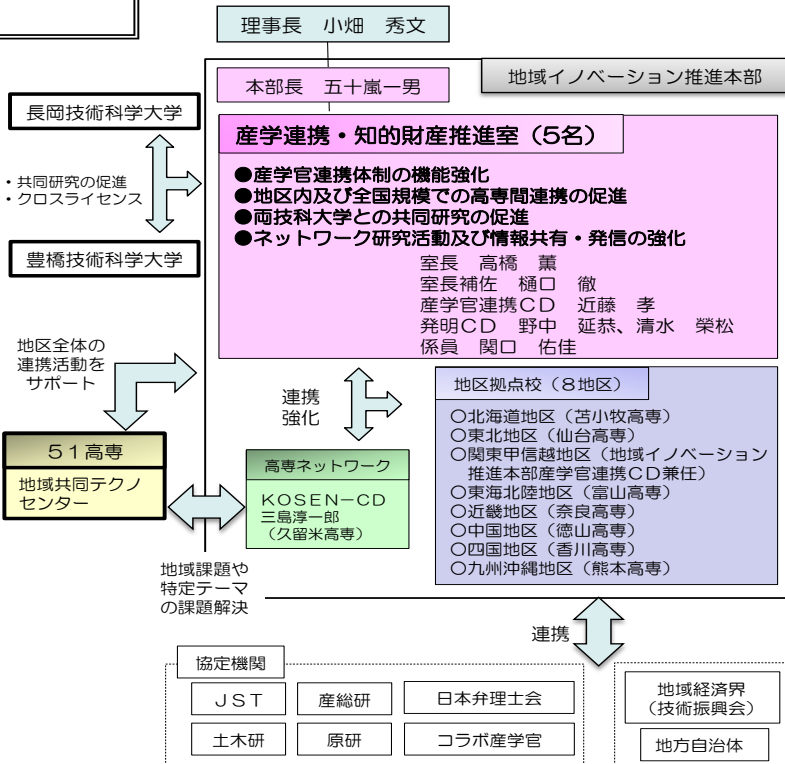 理事長　小畑　秀文
地域イノベーション推進本部
本部長　五十嵐一男
長岡技術科学大学
・共同研究の促進
・クロスライセンス
豊橋技術科学大学
産学連携・知的財産推進室（5名）
●産学官連携体制の機能強化
●地区内及び全国規模での高専間連携の促進
●両技科大学との共同研究の促進
●ネットワーク研究活動及び情報共有・発信の強化
室長　高橋　薫
室長補佐　樋口　徹
産学官連携ＣＤ　近藤　孝
発明ＣＤ　野中　延恭、清水　榮松
係員　関口　佑佳
地区全体の
連携活動を
サポート
連携
強化
地区拠点校（８地区）
○北海道地区（苫小牧高専）
○東北地区（仙台高専）
○関東甲信越地区（地域イノベーション
推進本部産学官連携ＣＤ兼任）
○東海北陸地区（富山高専）
○近畿地区（奈良高専）
○中国地区（徳山高専）
○四国地区（香川高専）
○九州沖縄地区（熊本高専）
５１高専
地域共同テクノ
センター
高専ネットワーク
ＫＯＳＥＮ－ＣＤ
三島淳一郎
（久留米高専）
地域課題や
特定テーマ
の課題解決
連携
協定機関
ＪＳＴ
産総研
日本弁理士会
土木研
原研
コラボ産学官
地域経済界
（技術振興会）
地方自治体